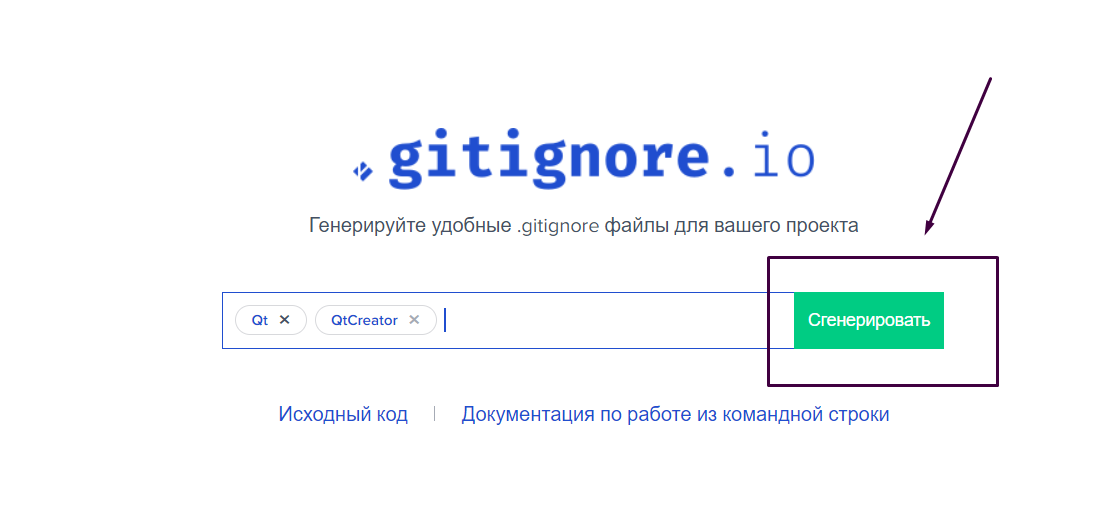 .gitignore.io
Генерируйте удобные .gitignore файлы для вашего проекта
Qt × QtCreator × Сгенерировать
Исходный код | Документация по работе из командной строки